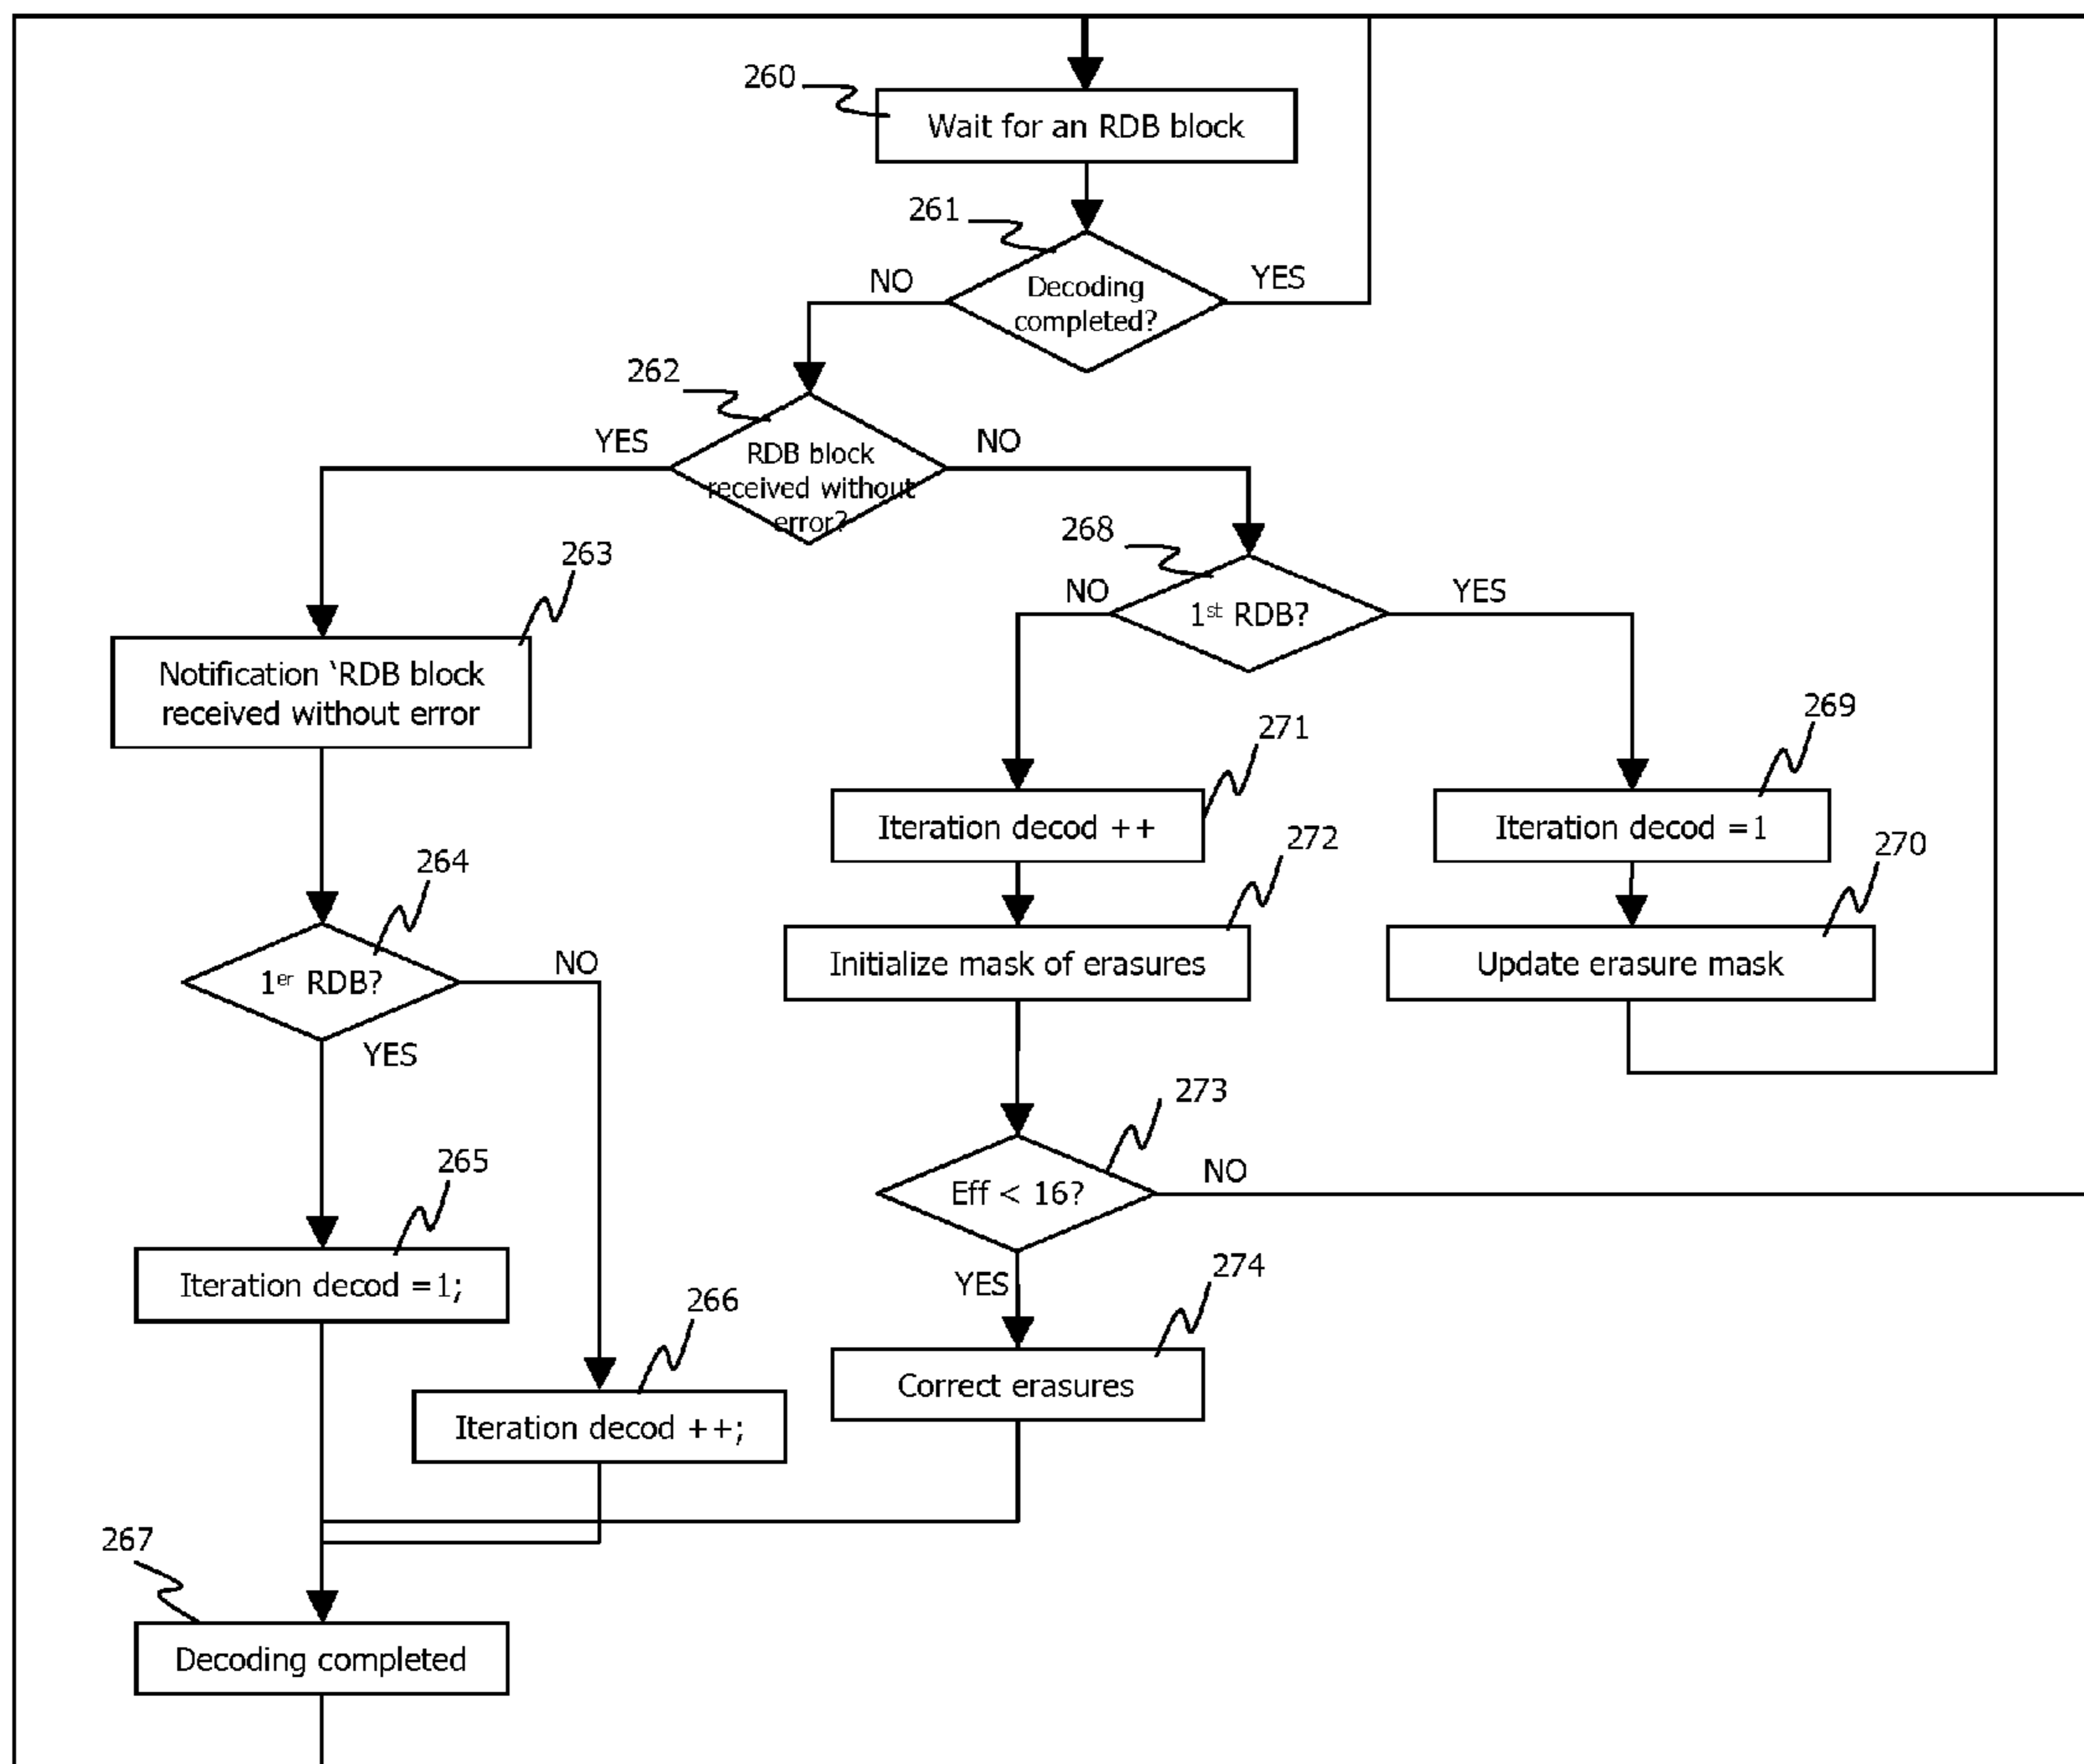 260
Wait for an RDB block
261
NO
YES
Decoding
completed?
262
YES
NO
RDB block
received without
error?
263
268
NO
YES
1st RDB?
Notification ‘RDB block
received without error
271
269
Iteration decod ++
Iteration decod =1
264
272
270
1er RDB?
NO
YES
Initialize mask of erasures
Update erasure mask
273
Eff < 16?
NO
YES
265
Iteration decod =1;
274
266
Correct erasures
Iteration decod ++;
267
Decoding completed